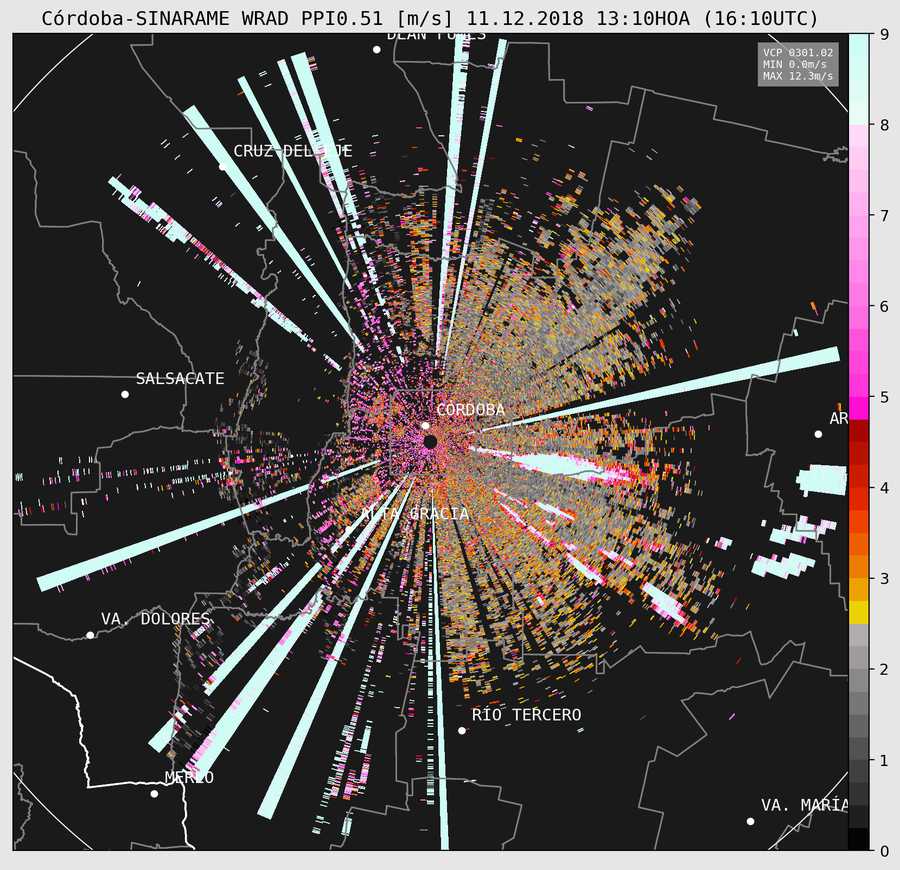 Córdoba-SINARAME WRAD PPI0.51 [m/s] 11.12.2018 13:10HOA (16:10UTC)
DEAN FUNES
VCP 0301.02
MIN 0.0m/s
MAX 12.3m/s
CRUZ DEL EJE
SALSACATE
CÓRDOBA
AR
ALTA GRACIA
VA. DOLORES
RÍO TERCERO
MERLO
VA. MARÍA
9
8
7
6
5
4
3
2
1
0